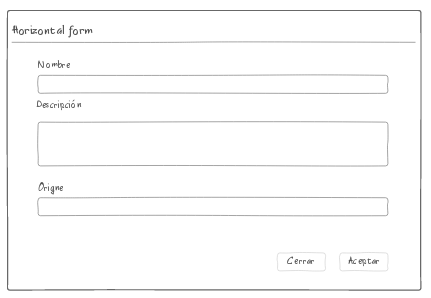 Horizontal form
Nombre
Descripción
Origne
Cerrar
Aceptar